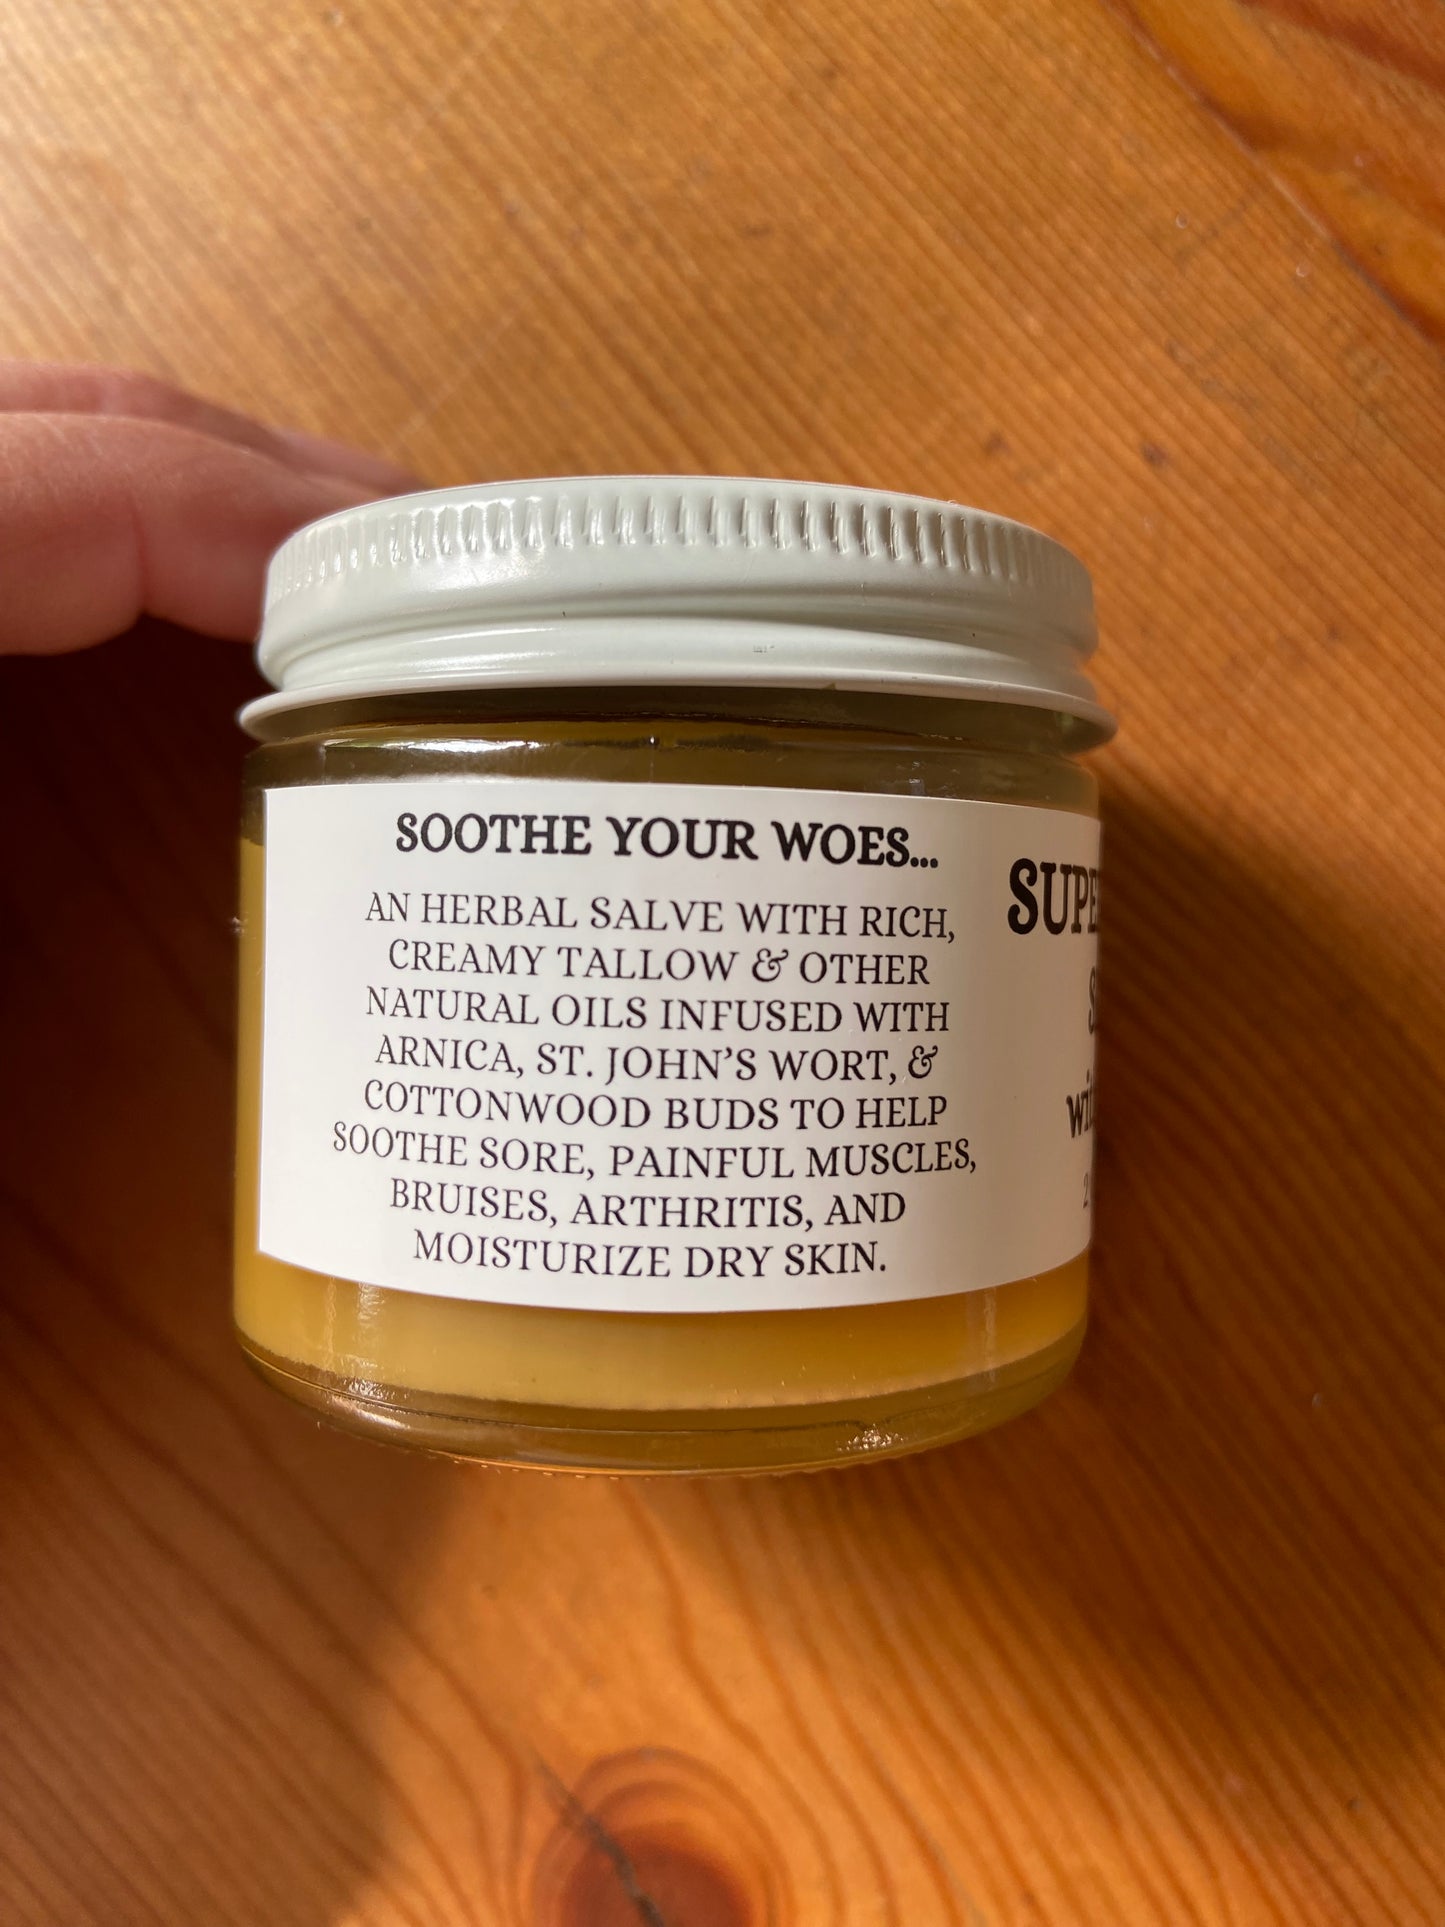 SOOTHE YOUR WOES...
AN HERBAL SALVE WITH RICH,
CREAMY TALLOW & OTHER
NATURAL OILS INFUSED WITH
ARNICA, ST. JOHN'S WORT, &
COTTONWOOD BUDS TO HELP
SOOTHE SORE, PAINFUL MUSCLES,
BRUISES, ARTHRITIS, AND
MOISTURIZE DRY SKIN.